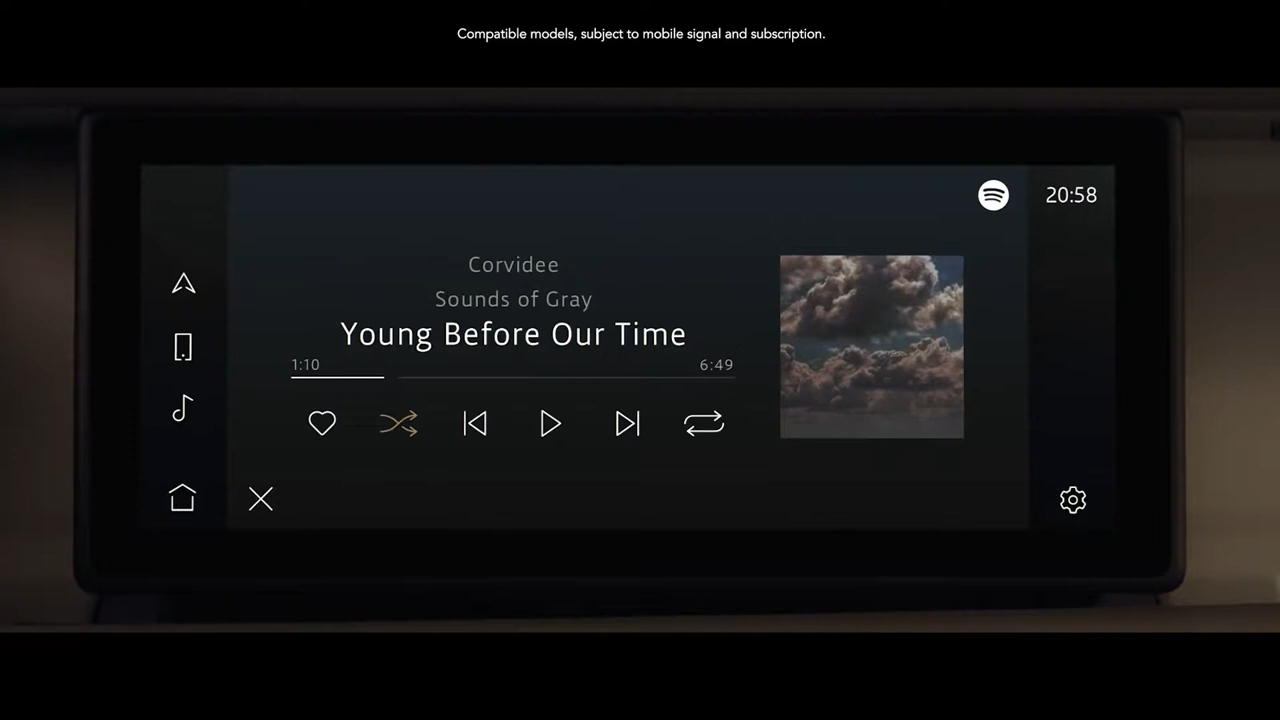 Compatible models, subject to mobile signal and subscription.
20:58
Corvidee
Sounds of Gray
Young Before Our Time
1:10
6:49